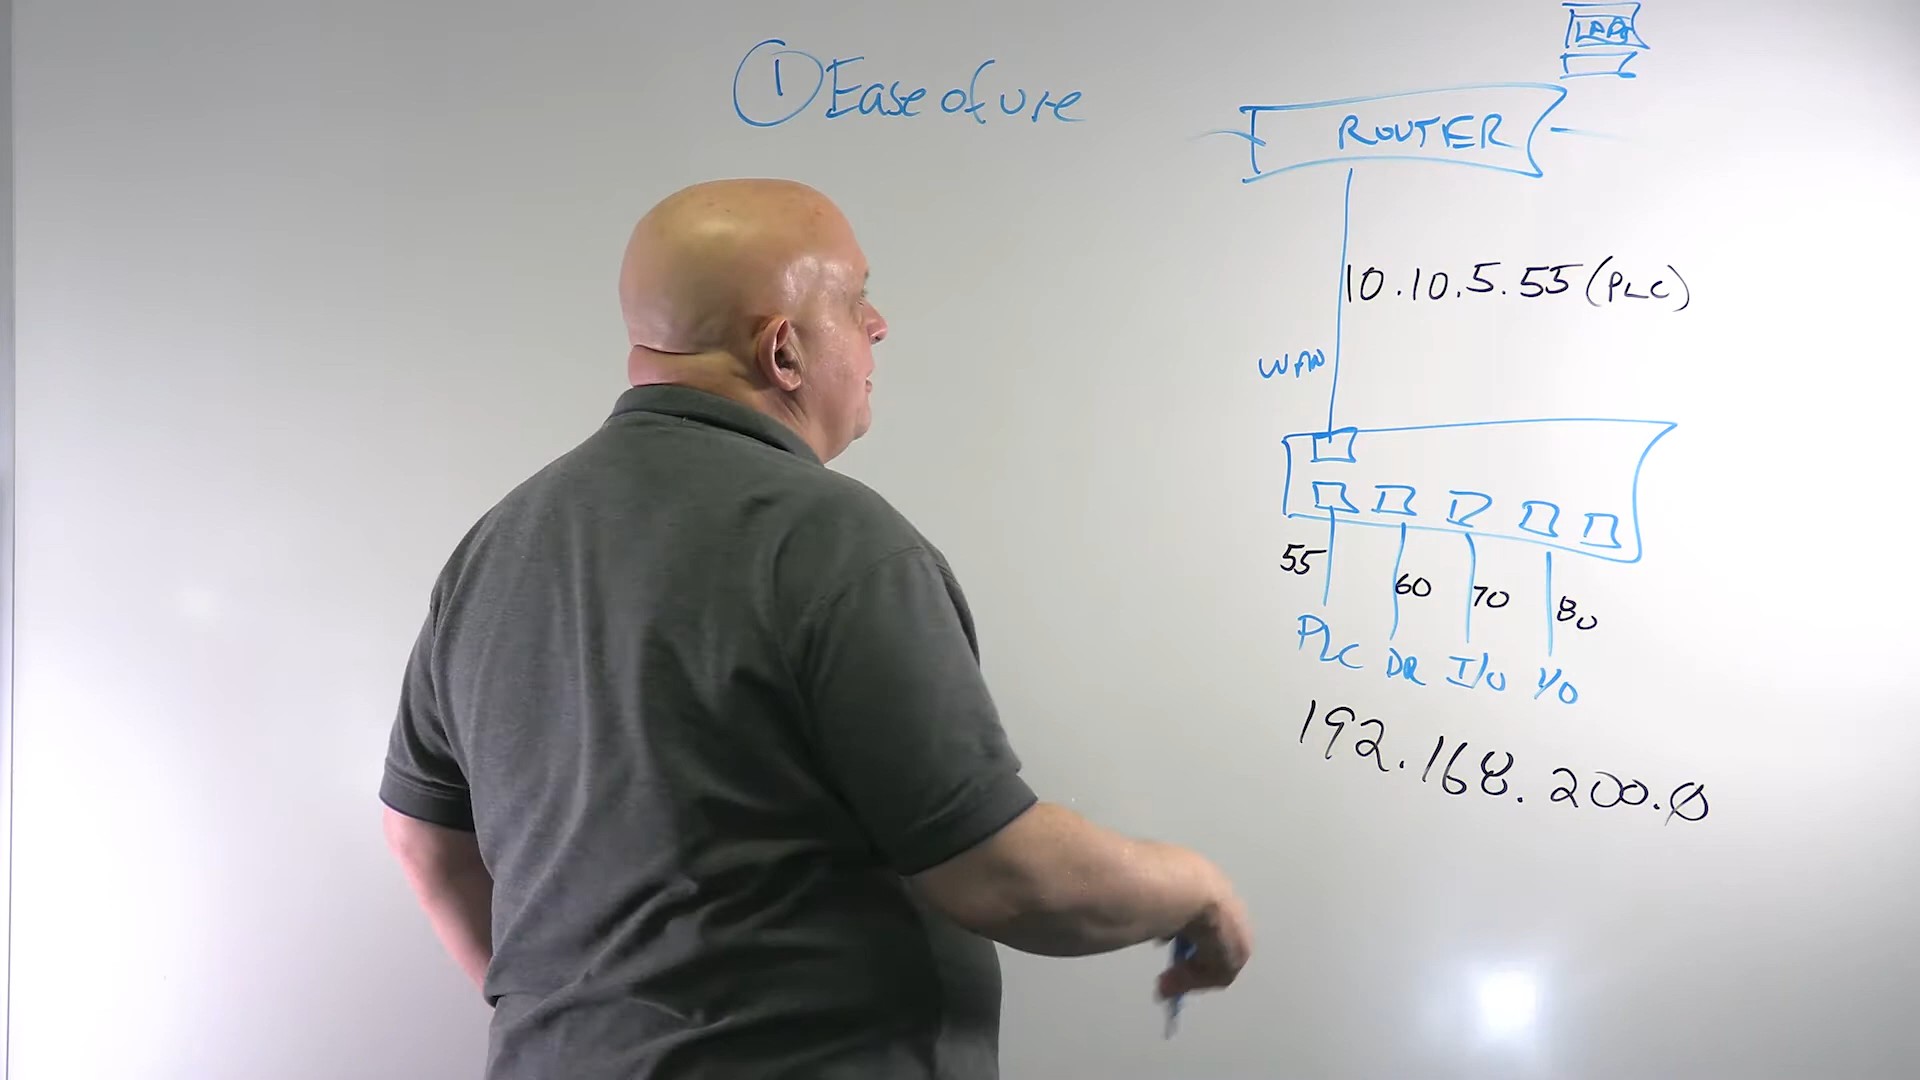 ① Ease of use
ROUTER
10.10.5.55 (PLC)
WAN
55 60 70 80
PLC DR I/O I/O
192.168.200.0